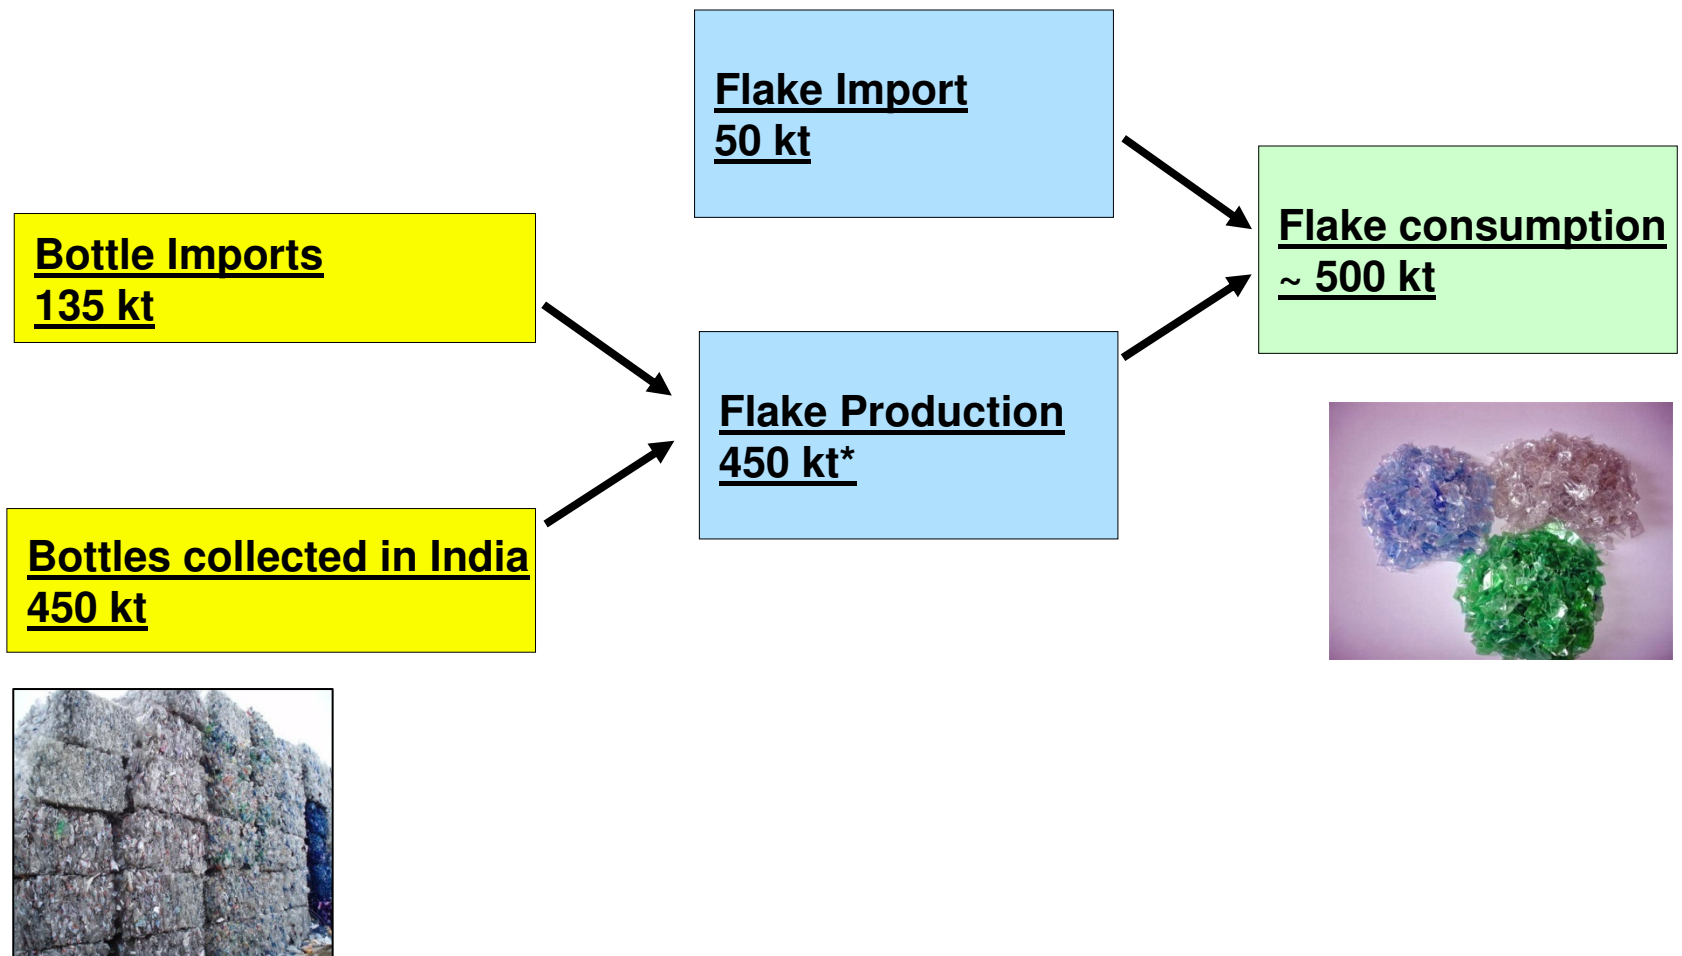 Flake Import
50 kt
Bottle Imports
135 kt
Flake consumption
~ 500 kt
Flake Production
450 kt*
Bottles collected in India
450 kt